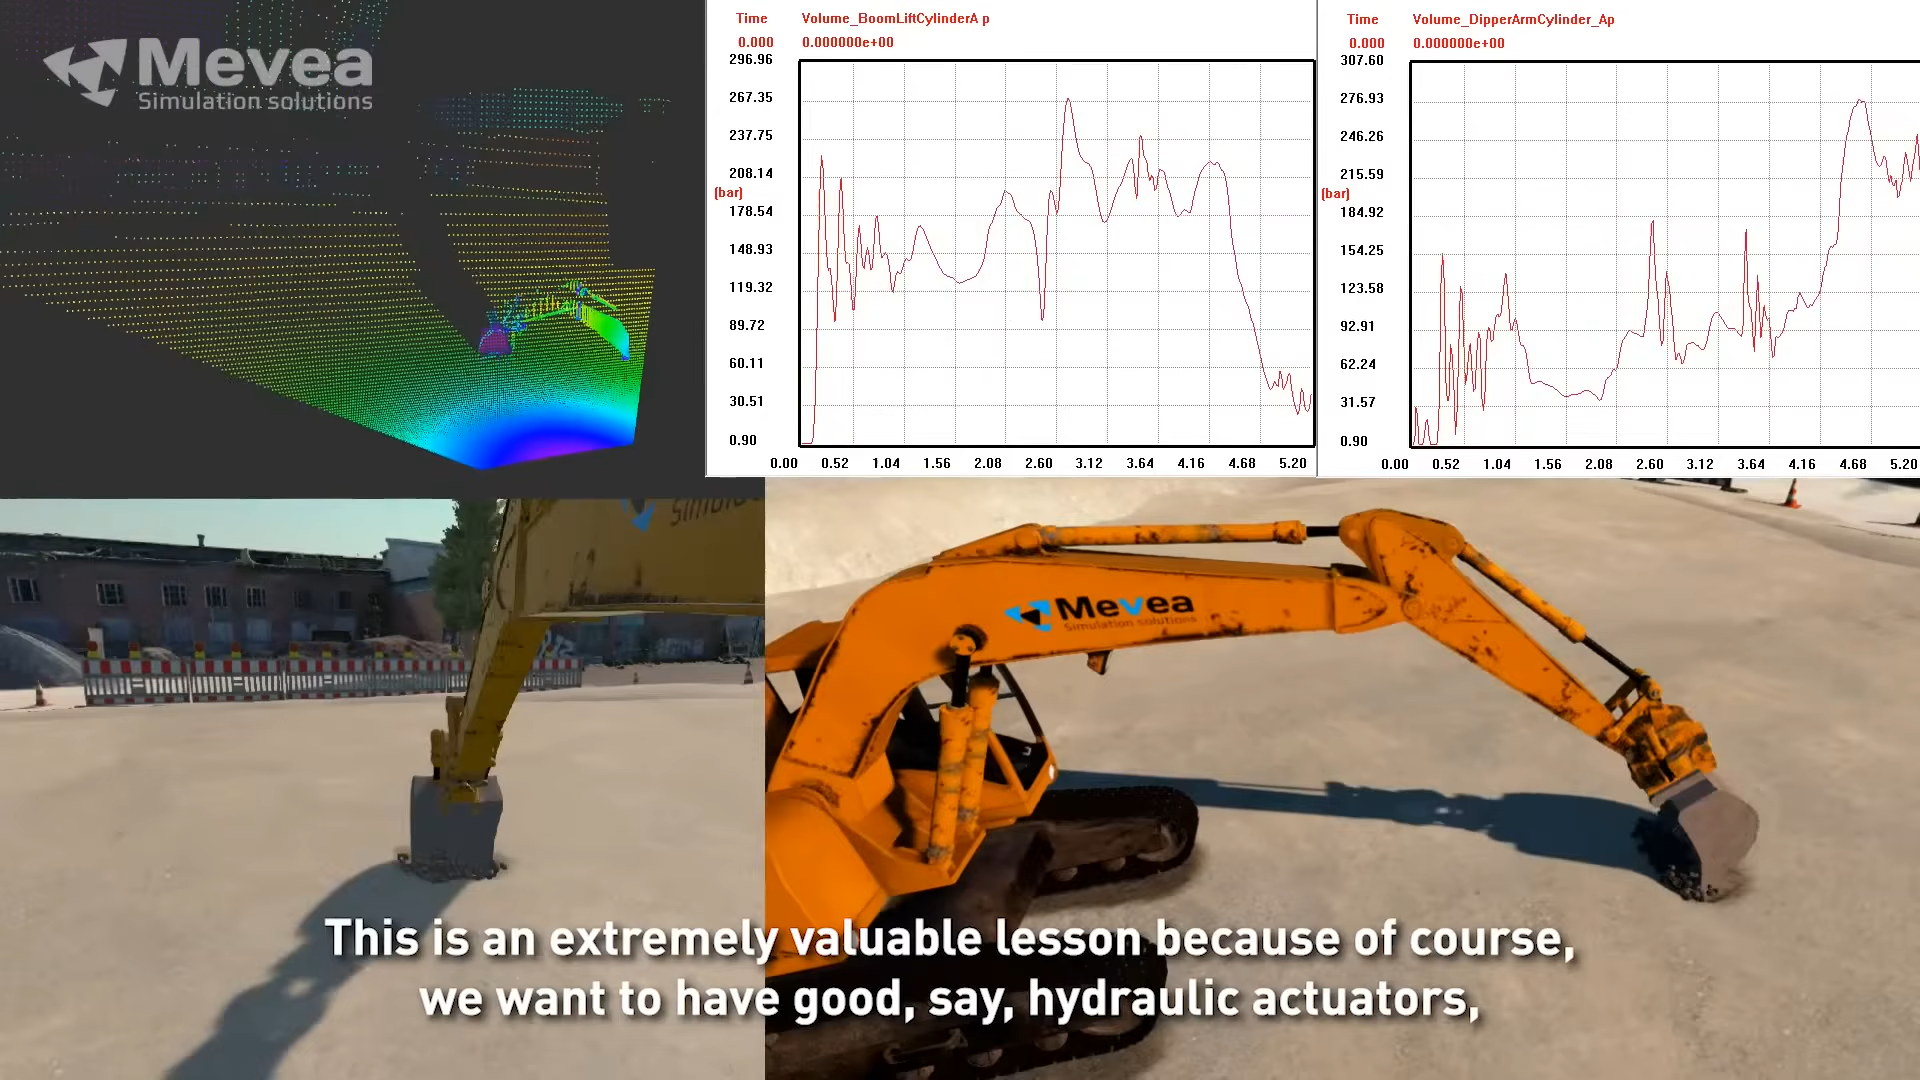 Mevea
Simulation solutions
Time Volume_BoomLiftCylinderA p
0.000 0.000000e+00
296.96
267.35
237.75
208.14
(bar)
178.54
148.93
119.32
89.72
60.11
30.51
0.90
0.00 0.52 1.04 1.56 2.08 2.60 3.12 3.64 4.16 4.68 5.20
Time Volume_DipperArmCylinder_Ap
0.000 0.000000e+00
307.60
276.93
246.26
215.59
(bar)
184.92
154.25
123.58
92.91
62.24
31.57
0.90
0.00 0.52 1.04 1.56 2.08 2.60 3.12 3.64 4.16 4.68 5.20
Mevea
Simulation solutions
This is an extremely valuable lesson because of course,
we want to have good, say, hydraulic actuators,